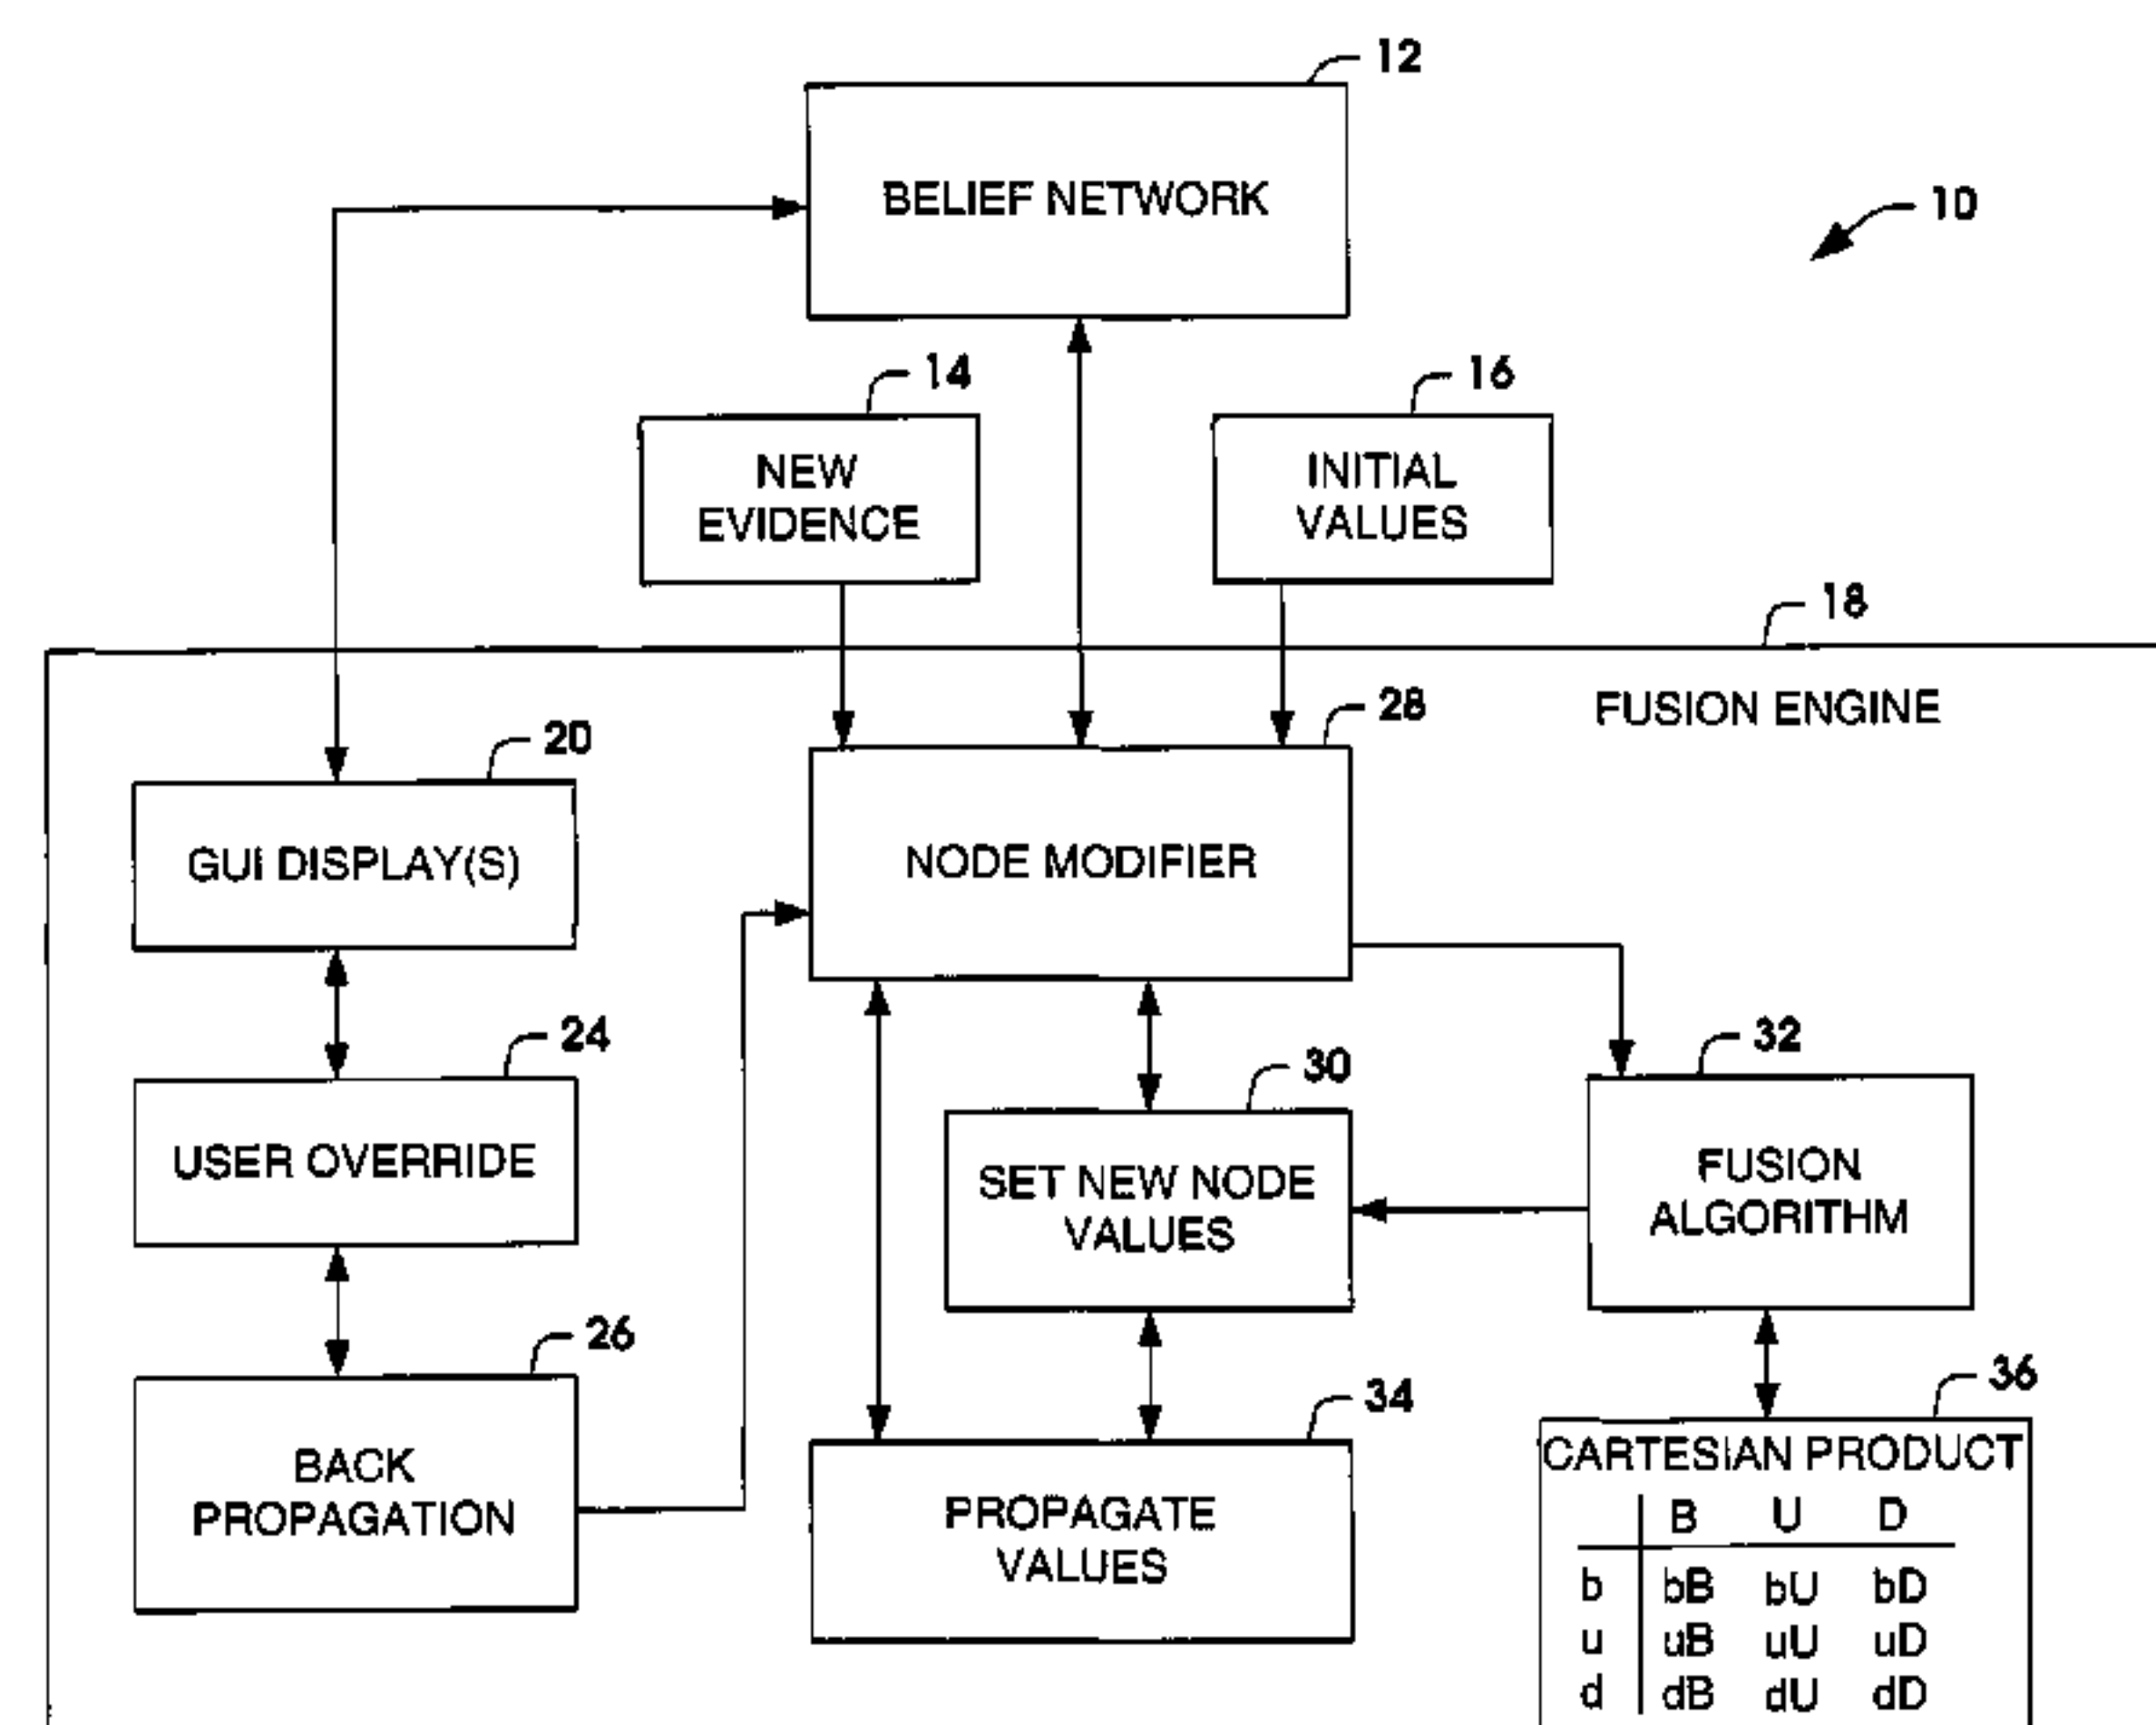 12
BELIEF NETWORK
10
14
NEW
EVIDENCE
16
INITIAL
VALUES
18
FUSION ENGINE
20
GUI DISPLAY(S)
28
NODE MODIFIER
24
USER OVERRIDE
30
SET NEW NODE
VALUES
32
FUSION
ALGORITHM
26
BACK
PROPAGATION
34
PROPAGATE
VALUES
36
CARTESIAN PRODUCT
B U D
b bB bU bD
u uB uU uD
d dB dU dD